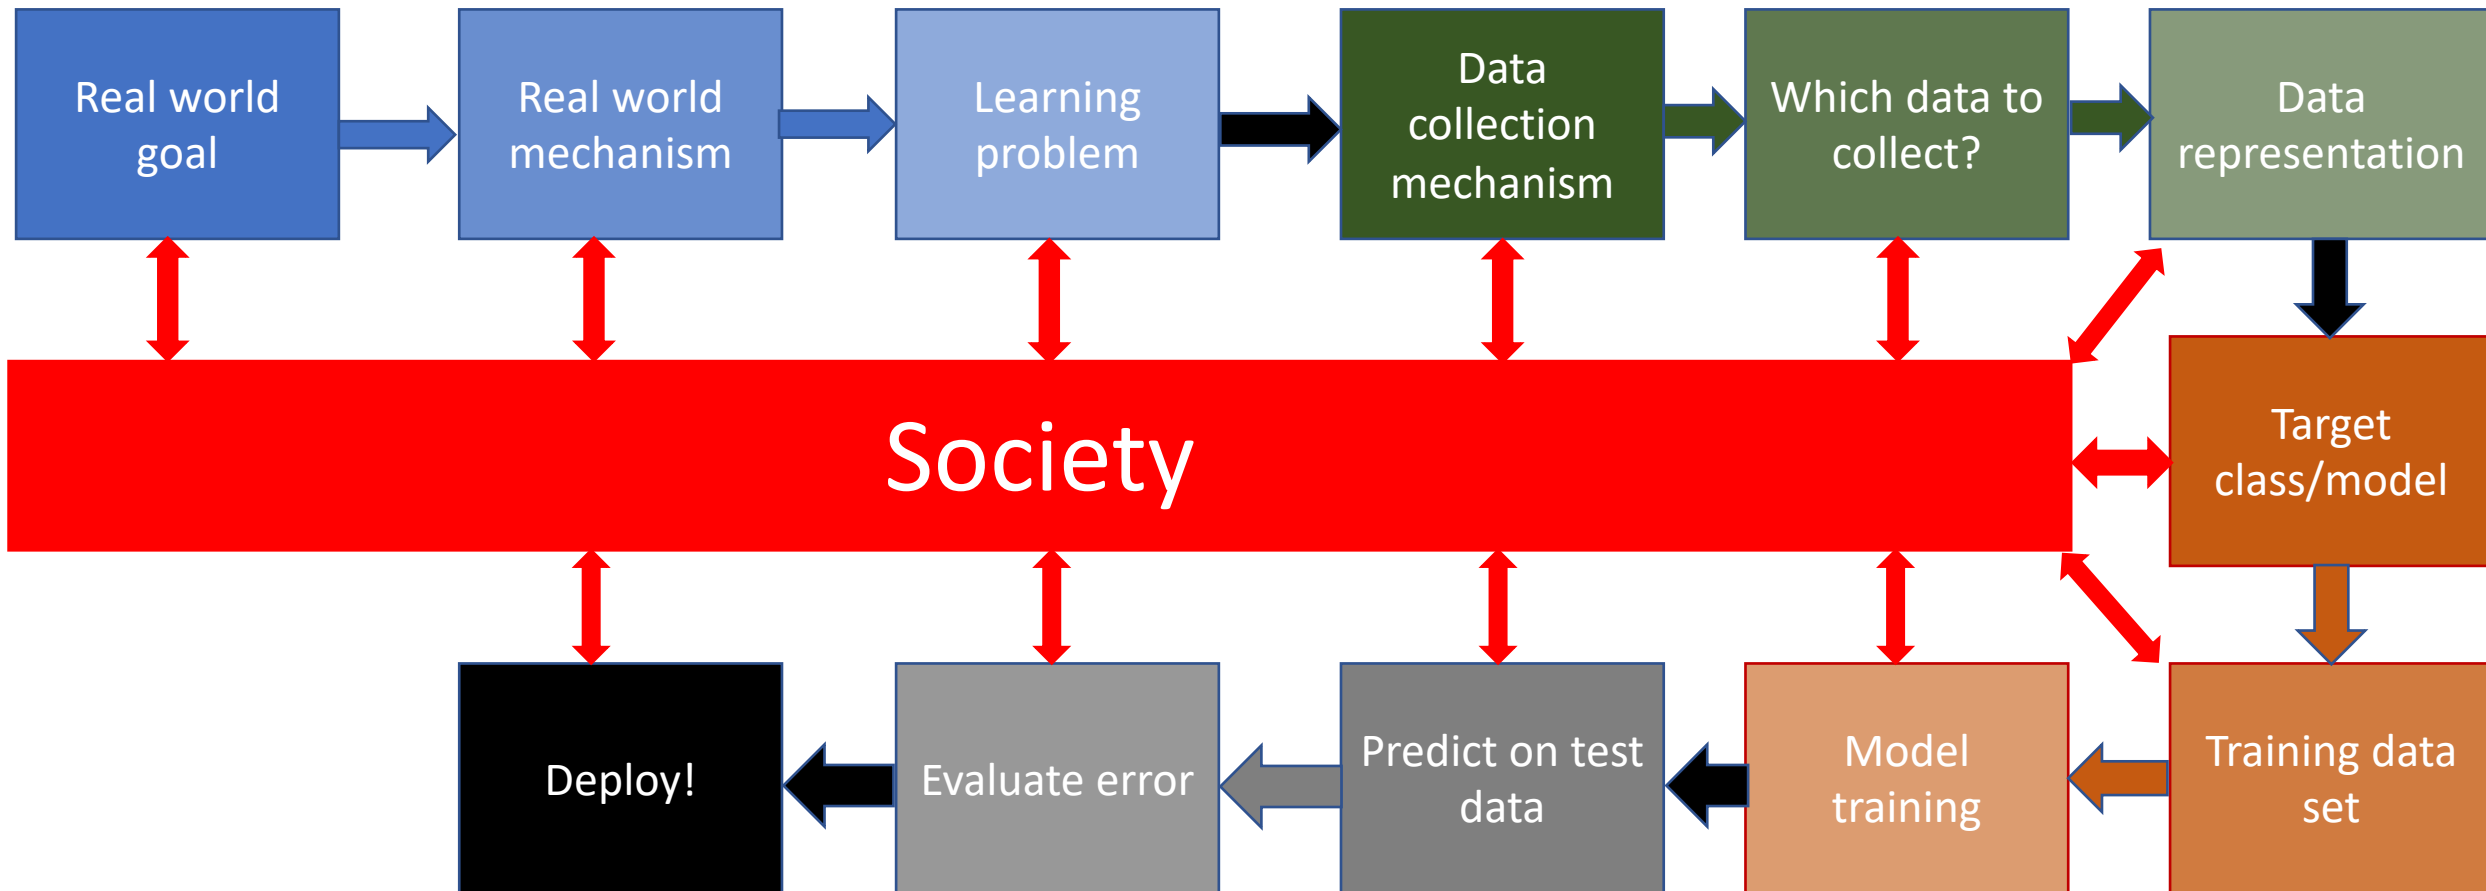 Real world
goal
Real world
mechanism
Learning
problem
Data
collection
mechanism
Which data to
collect?
Data
representation
Society
Target
class/model
Deploy!
Evaluate error
Predict on test
data
Model
training
Training data
set